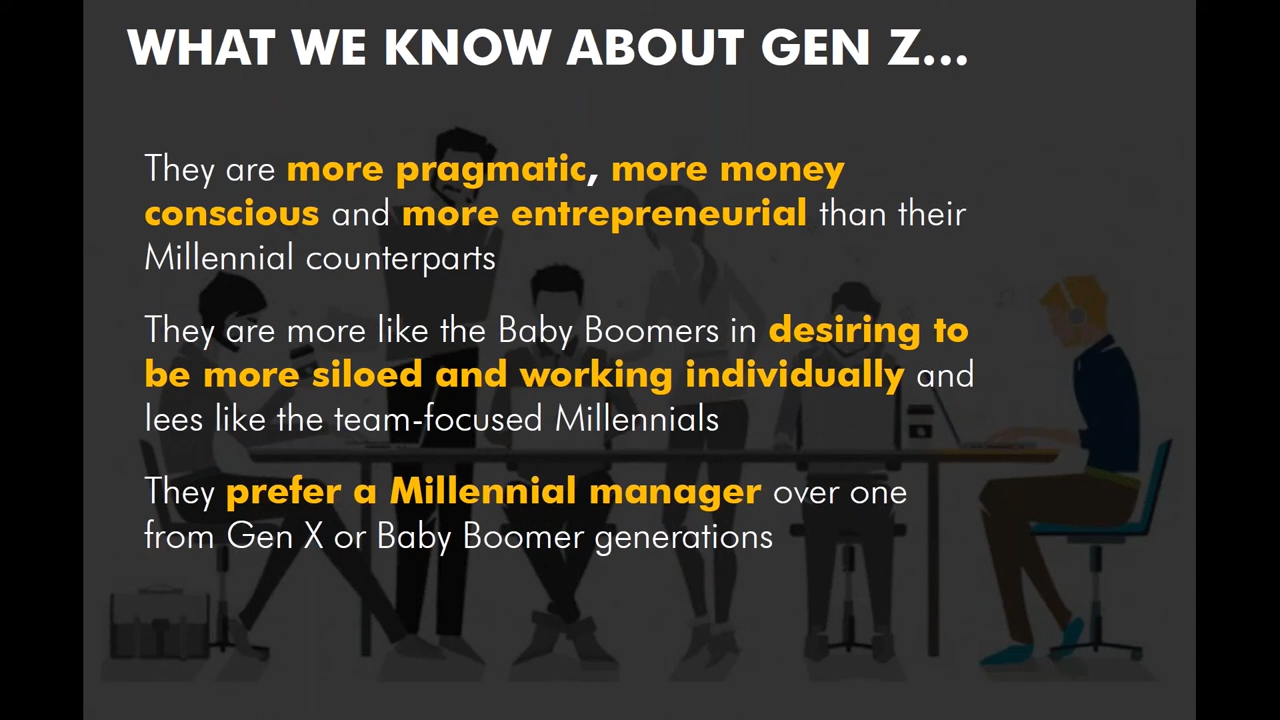 WHAT WE KNOW ABOUT GEN Z...
They are more pragmatic, more money
conscious and more entrepreneurial than their
Millennial counterparts
They are more like the Baby Boomers in desiring to
be more siloed and working individually and
lees like the team-focused Millennials
They prefer a Millennial manager over one
from Gen X or Baby Boomer generations